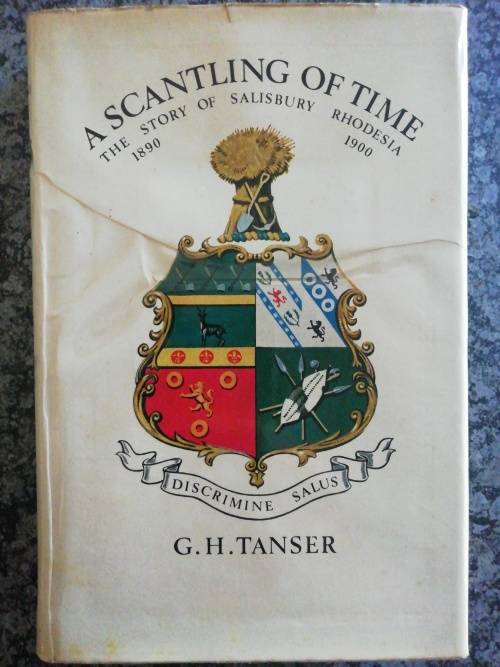 A SCANTLING OF TIME
THE STORY OF SALISBURY RHODESIA
1890 1900
DISCRIMINE SALUS
G.H. TANSER